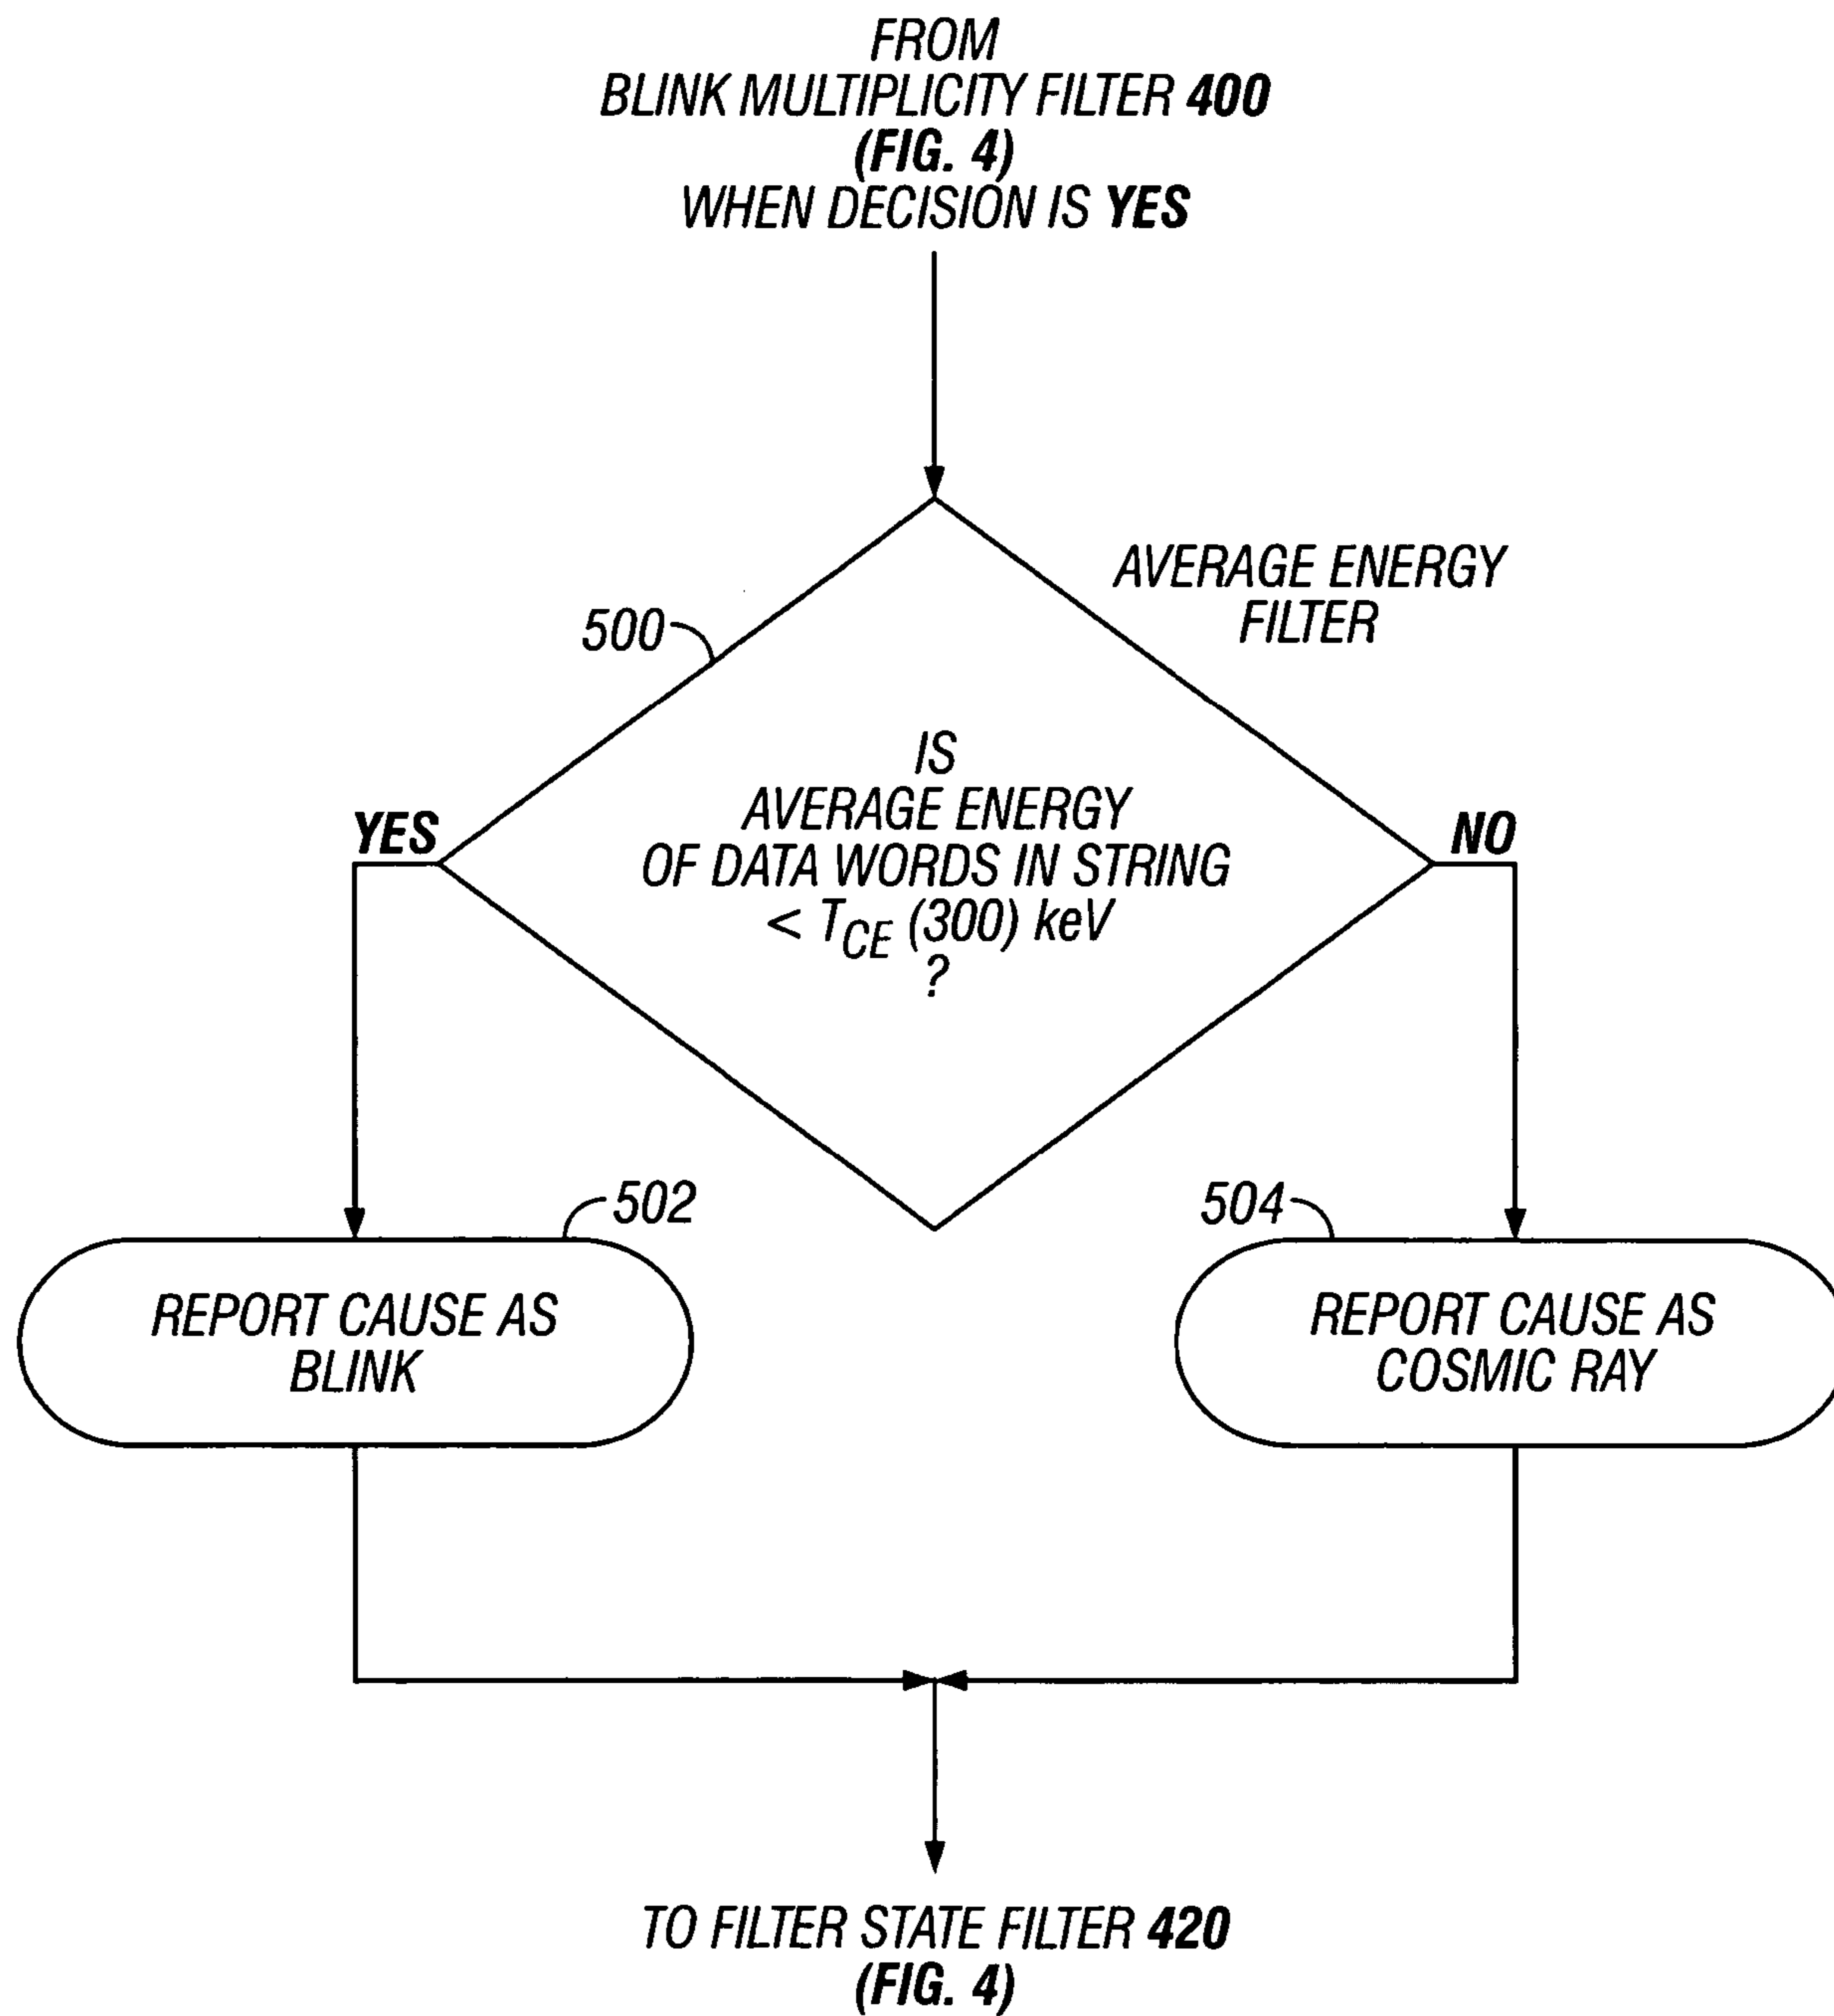 FROM
BLINK MULTIPLICITY FILTER 400
(FIG. 4)
WHEN DECISION IS YES
AVERAGE ENERGY
FILTER
500
IS
AVERAGE ENERGY
OF DATA WORDS IN STRING
< TCE (300) keV
?
YES
NO
502
504
REPORT CAUSE AS
BLINK
REPORT CAUSE AS
COSMIC RAY
TO FILTER STATE FILTER 420
(FIG. 4)